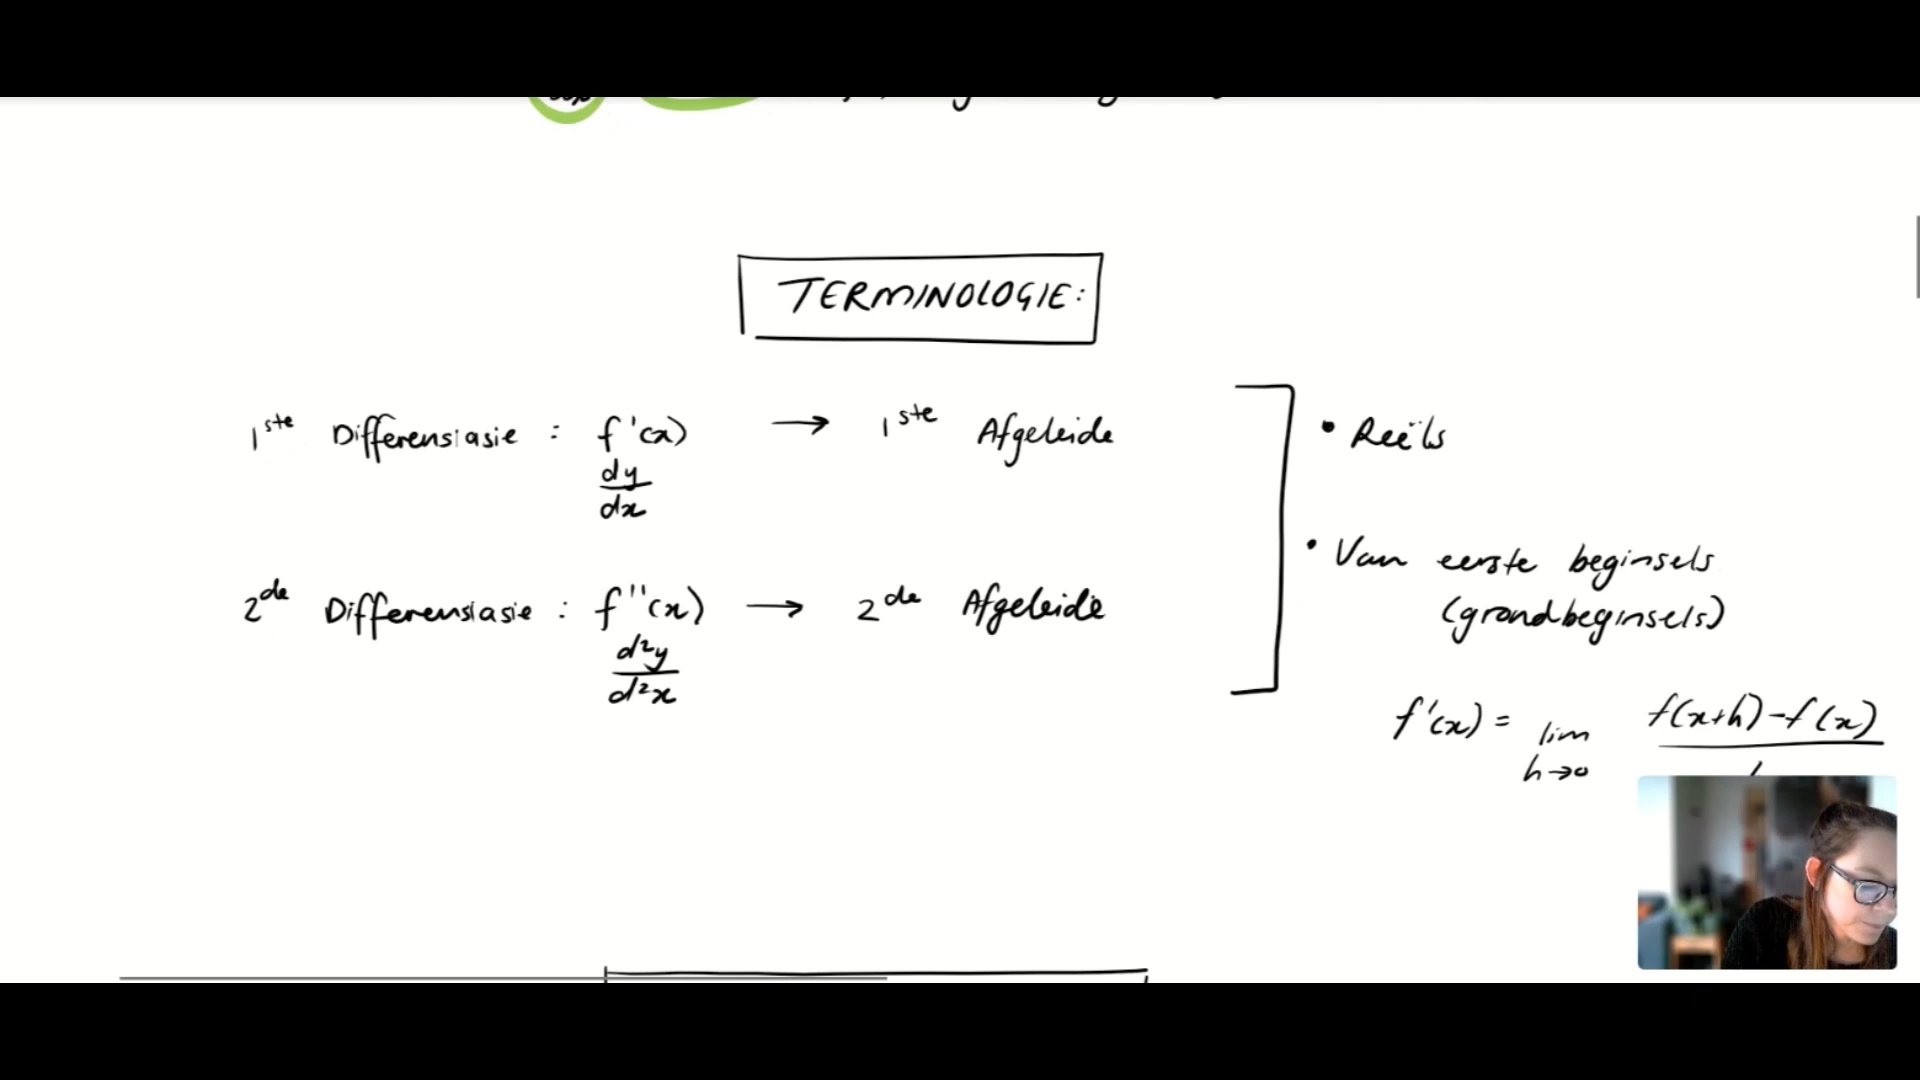 TERMINOLOGIE:
1ste Differensiasie : f'(x) → 1ste Afgeleide
dy
dx
2de Differensiasie : f''(x) → 2de Afgeleide
d²y
d²x
• Reëls
• Van eerste beginsels
(grondbeginsels)
f'(x) = lim f(x+h)-f(x)
h→0